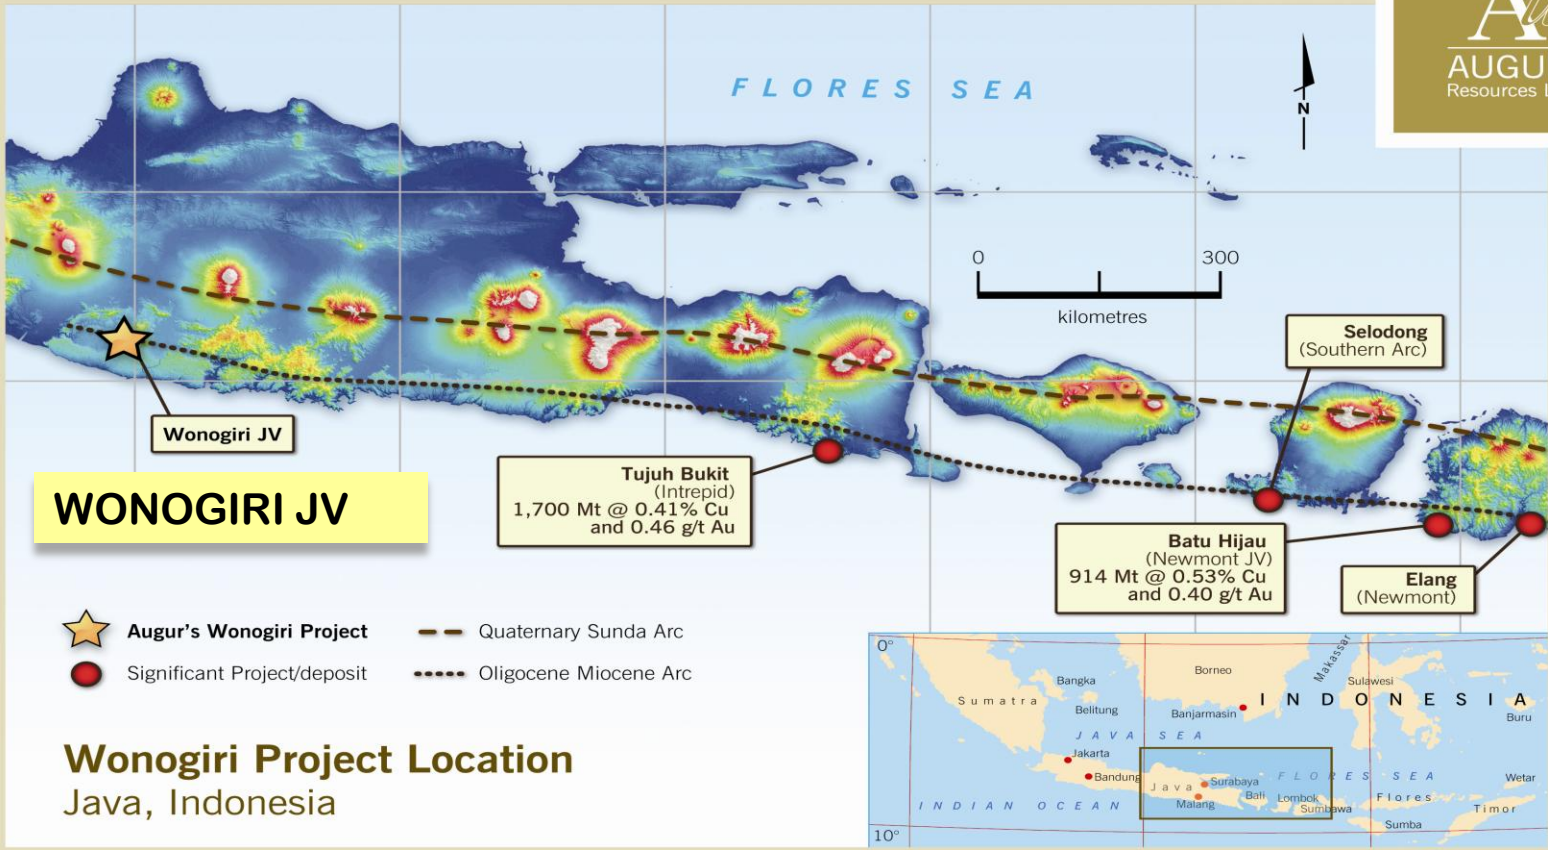 AUGU
Resources L
FLORES SEA
N
0 300
kilometres
Selodong
(Southern Arc)
Wonogiri JV
WONOGIRI JV
Tujuh Bukit
(Intrepid)
1,700 Mt @ 0.41% Cu
and 0.46 g/t Au
Batu Hijau
(Newmont JV)
914 Mt @ 0.53% Cu
and 0.40 g/t Au
Elang
(Newmont)
Augur's Wonogiri Project
Quaternary Sunda Arc
Significant Project/deposit
Oligocene Miocene Arc
Wonogiri Project Location
Java, Indonesia
0°
Makassar
Borneo
Bangka
Sulawesi
Sumatra
INDONESIA
Belitung
Banjarmasin
Buru
JAVA SEA
Jakarta
Bandung
Surabaya
FLORES SEA
Wetar
Java
Bali
Lombok
Flores
INDIAN OCEAN
Malang
Sumbawa
Timor
Sumba
10°